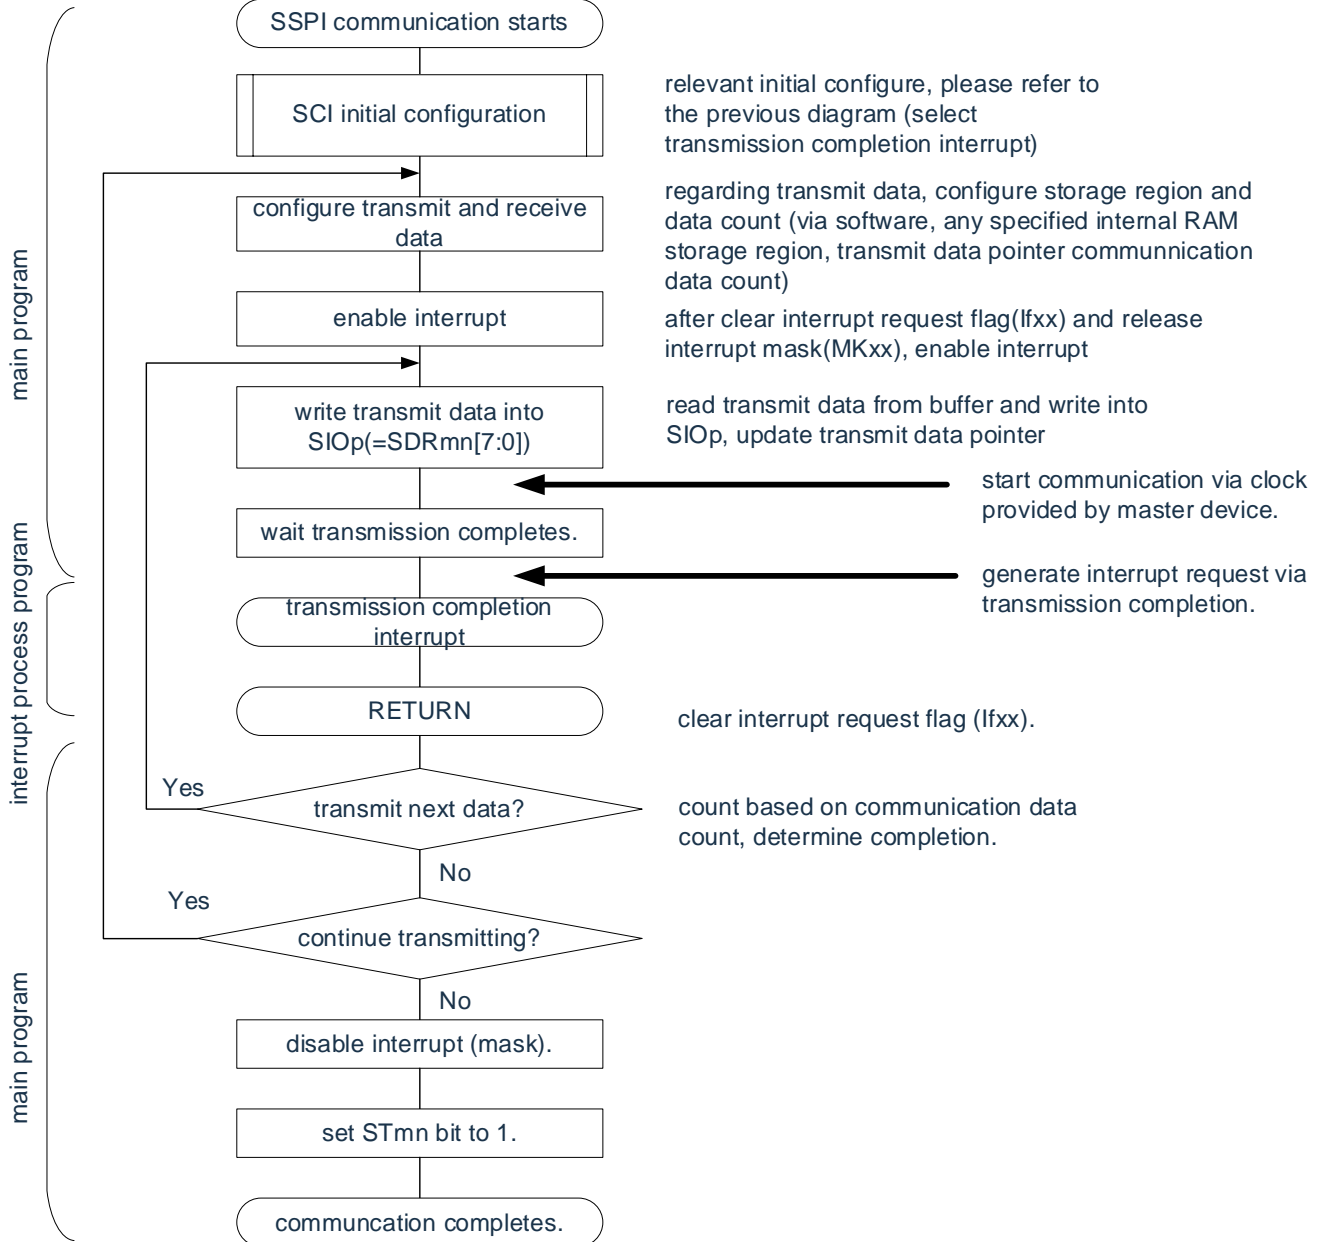 SSPI communication starts
SCI initial configuration
relevant initial configure, please refer to
the previous diagram (select
transmission completion interrupt)
configure transmit and receive
data
regarding transmit data, configure storage region and
data count (via software, any specified internal RAM
storage region, transmit data pointer communnication
data count)
main program
enable interrupt
after clear interrupt request flag(Ifxx) and release
interrupt mask(MKxx), enable interrupt
write transmit data into
SIOp(=SDRmn[7:0])
read transmit data from buffer and write into
SIOp, update transmit data pointer
start communication via clock
provided by master device.
wait transmission completes.
generate interrupt request via
transmission completion.
interrupt process program
transmission completion
interrupt
RETURN
clear interrupt request flag (Ifxx).
Yes
transmit next data?
count based on communication data
count, determine completion.
No
Yes
continue transmitting?
No
main program
disable interrupt (mask).
set STmn bit to 1.
communcation completes.